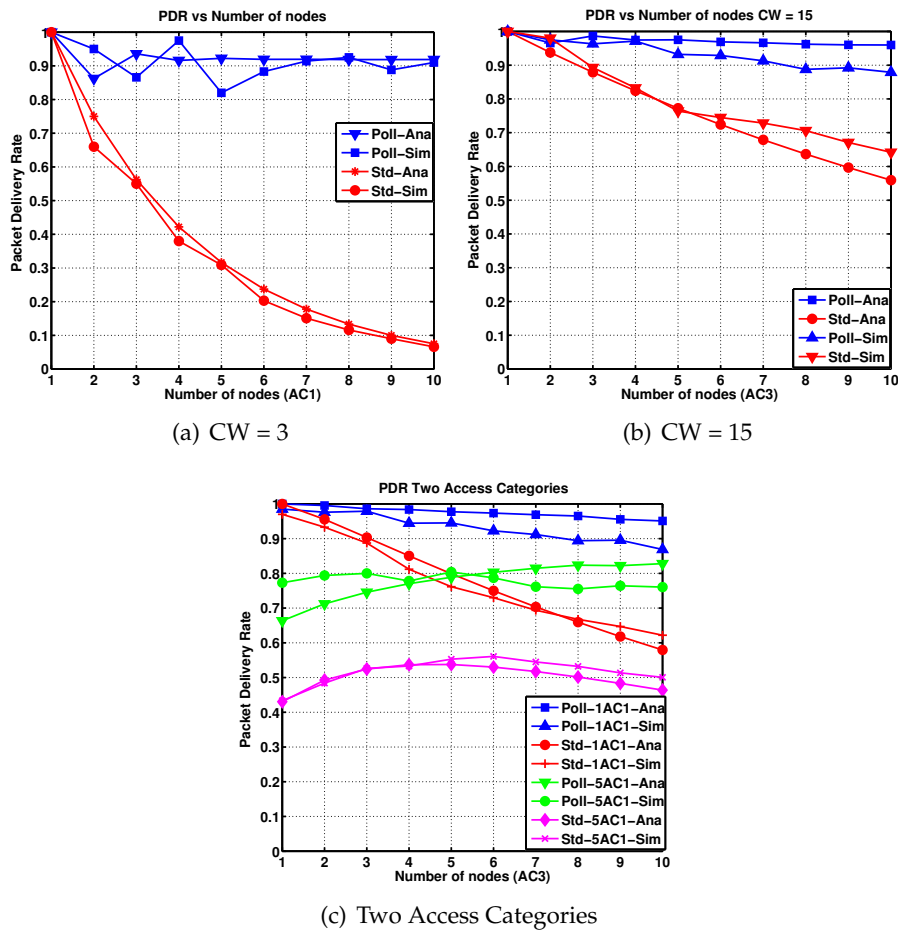 PDR vs Number of nodes
1
0.9
0.8
0.7
0.6
0.5
0.4
0.3
0.2
0.1
0
Packet Delivery Rate
Poll-Ana
Poll-Sim
Std-Ana
Std-Sim
1 2 3 4 5 6 7 8 9 10
Number of nodes (AC1)
(a) CW = 3
PDR vs Number of nodes CW = 15
1
0.9
0.8
0.7
0.6
0.5
0.4
0.3
0.2
0.1
0
Packet Delivery Rate
Poll-Ana
Std-Ana
Poll-Sim
Std-Sim
1 2 3 4 5 6 7 8 9 10
Number of nodes (AC3)
(b) CW = 15
PDR Two Access Categories
1
0.9
0.8
0.7
0.6
0.5
0.4
0.3
0.2
0.1
0
Packet Delivery Rate
Poll-1AC1-Ana
Poll-1AC1-Sim
Std-1AC1-Ana
Std-1AC1-Sim
Poll-5AC1-Ana
Poll-5AC1-Sim
Std-5AC1-Ana
Std-5AC1-Sim
1 2 3 4 5 6 7 8 9 10
Number of nodes (AC3)
(c) Two Access Categories